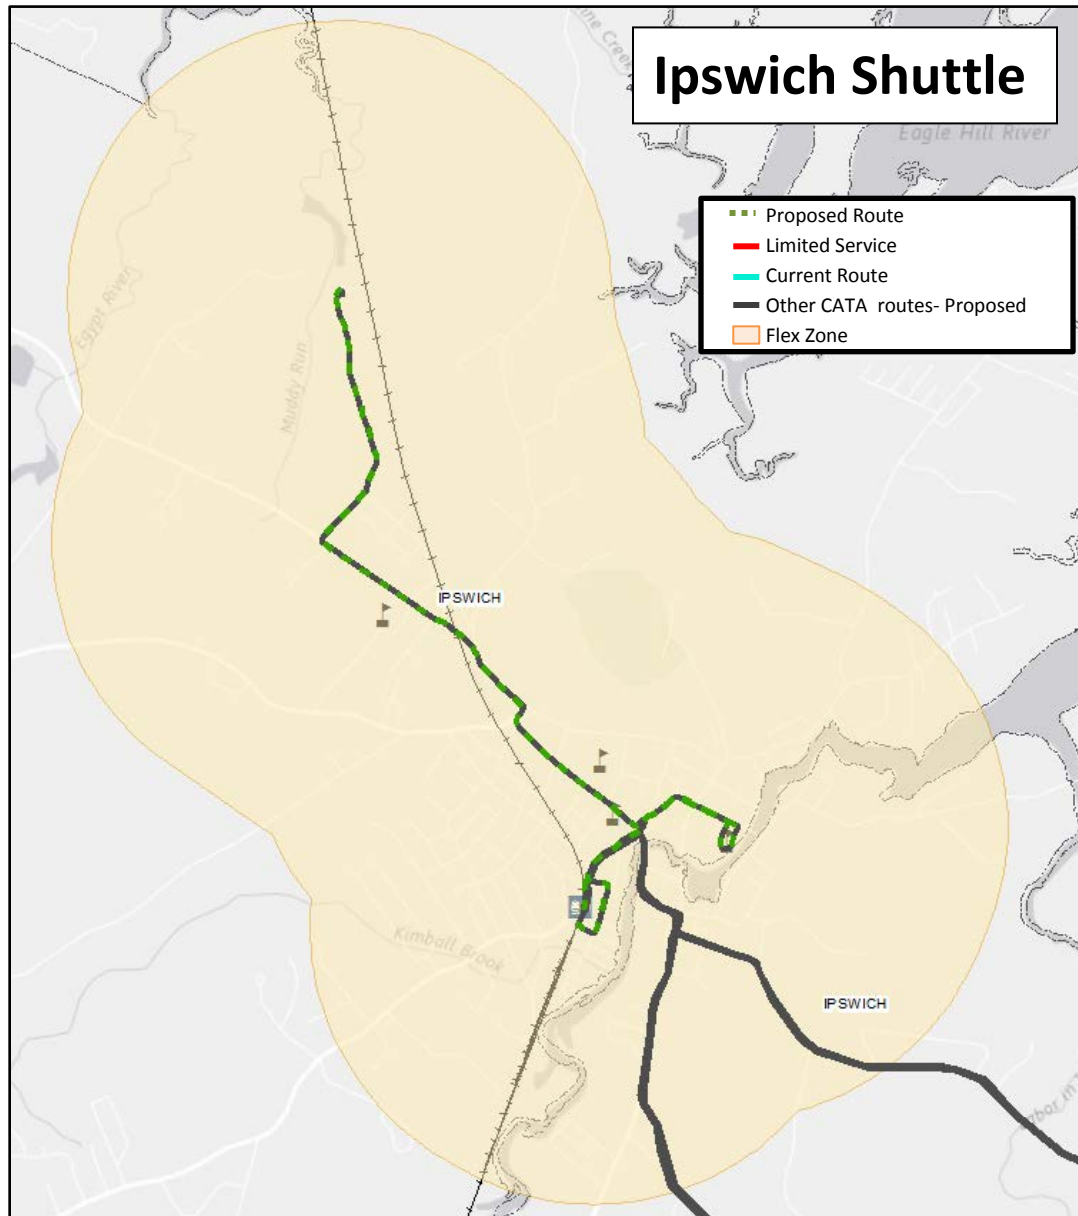 Ipswich Shuttle
Eagle Hill River
Proposed Route
Limited Service
Current Route
Other CATA routes- Proposed
Flex Zone
Egypt River
Muddy Run
IPSWICH
Kimball Brook
IPSWICH